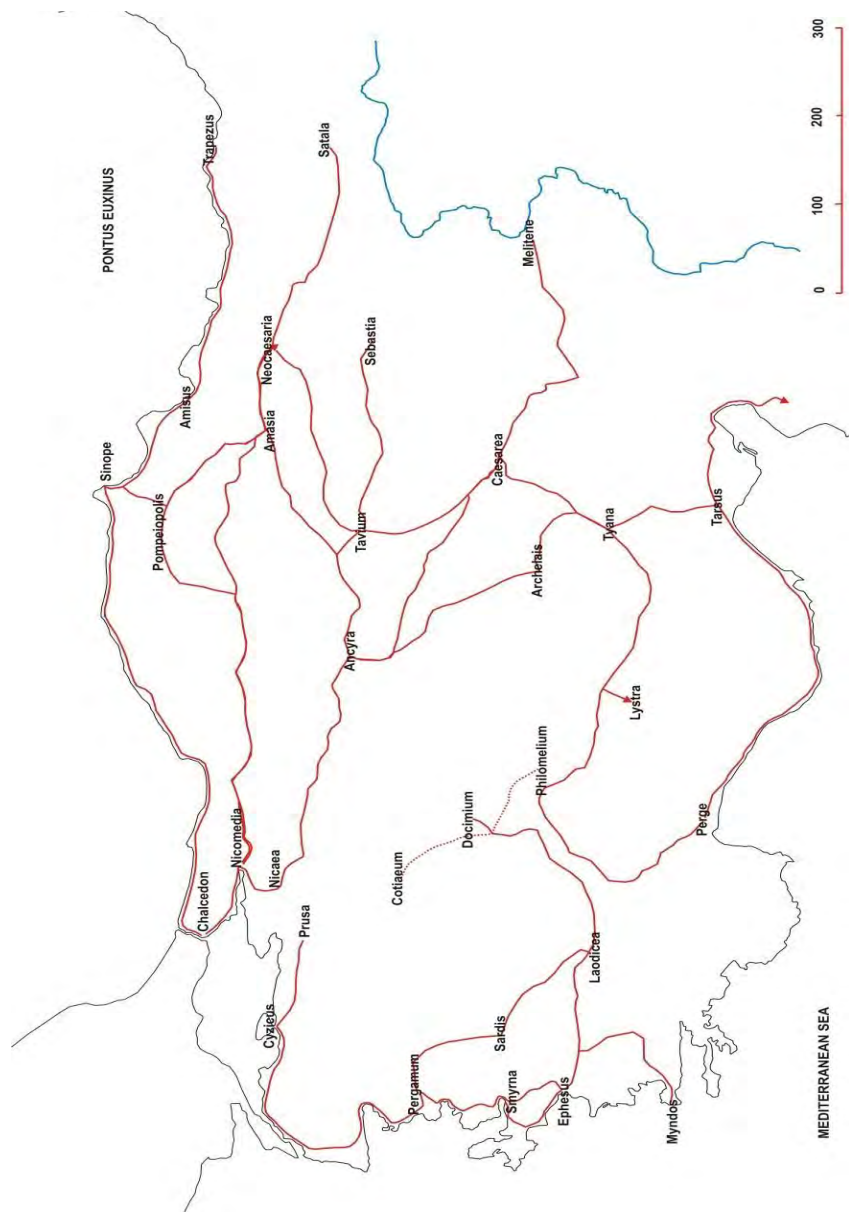 PONTUS EUXINUS
Sinope
Trapezus
Amisus
Pompeiopolis
Chalcedon
Neocaesaria
Amasia
Satala
Nicomedia
Nicaea
Cyzicus
Prusa
Sebastia
Tavium
Ancyra
Cotiaeum
Pergamum
Docimium
Caesarea
Melitene
Sardis
Smyrna
Archelais
Philomelium
Ephesus
Laodicea
Tyana
Lystra
Myndos
Perge
Tarsus
MEDITERRANEAN SEA
0 100 200 300